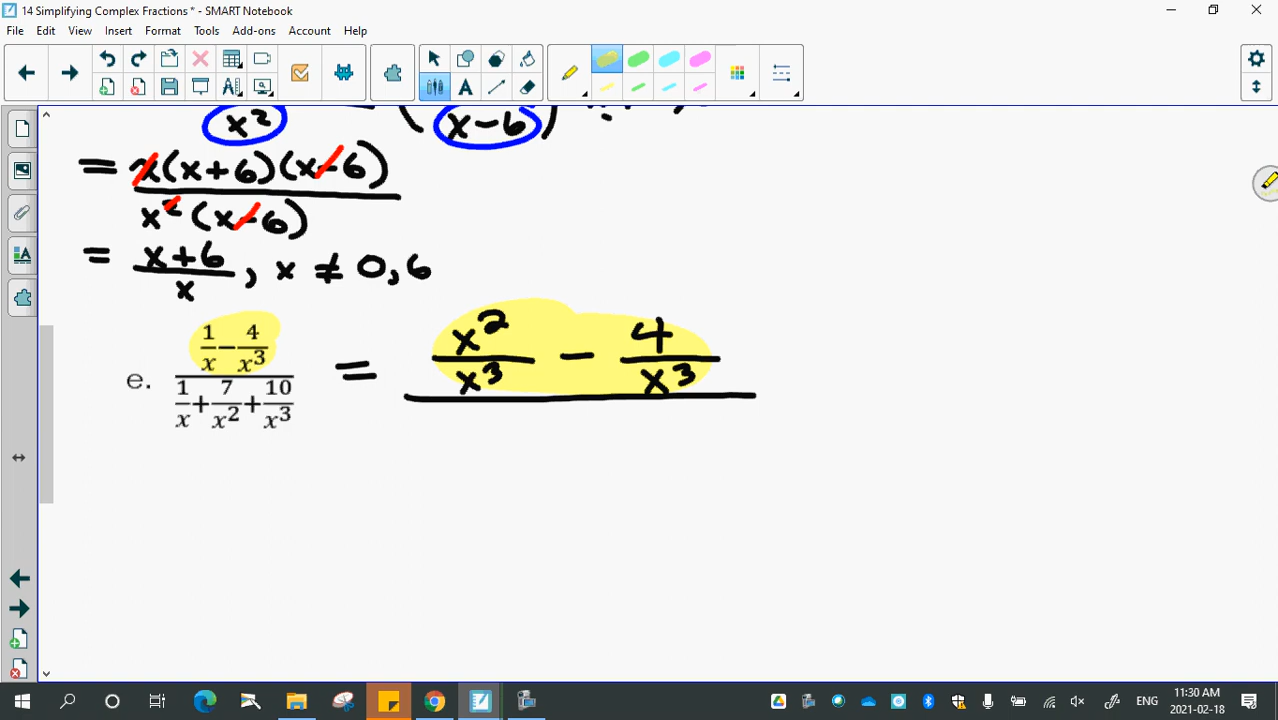 14 Simplifying Complex Fractions * - SMART Notebook
File Edit View Insert Format Tools Add-ons Account Help
x² (x-6)
= x(x+6)(x-6)
x²(x-6)
= x+6
x , x ≠ 0,6
e. 1/x - 4/x³ = x²/x³ - 4/x³
1/x + 7/x² + 10/x³
ENG 11:30 AM
2021-02-18